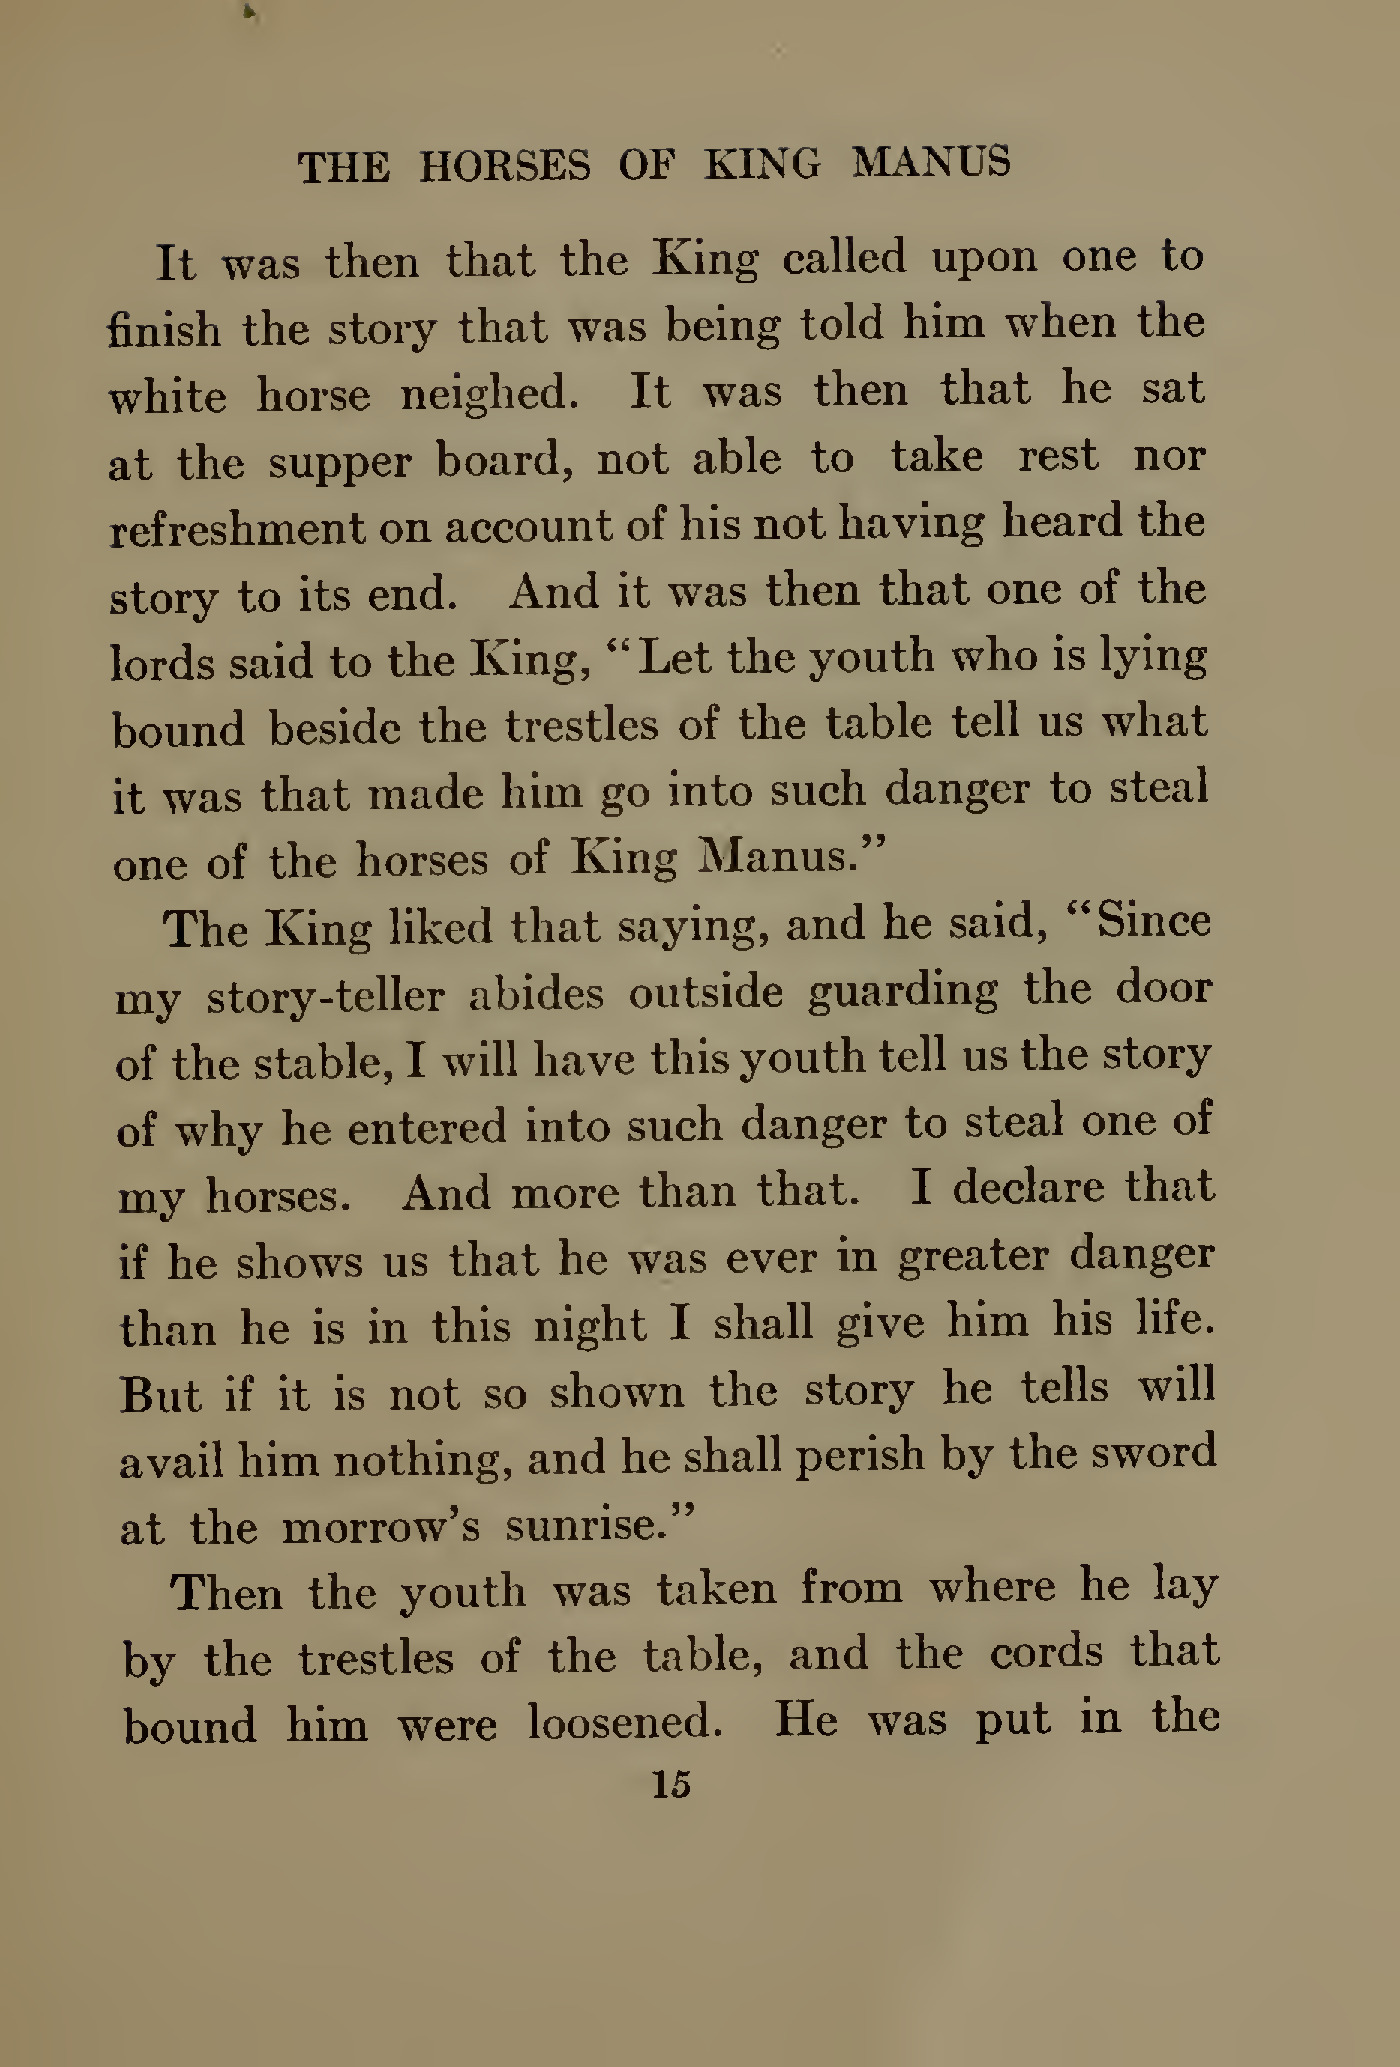 THE HORSES OF KING MANUS
It was then that the King called upon one to
finish the story that was being told him when the
white horse neighed. It was then that he sat
at the supper board, not able to take rest nor
refreshment on account of his not having heard the
story to its end. And it was then that one of the
lords said to the King, “Let the youth who is lying
bound beside the trestles of the table tell us what
it was that made him go into such danger to steal
one of the horses of King Manus.”
The King liked that saying, and he said, “Since
my story-teller abides outside guarding the door
of the stable, I will have this youth tell us the story
of why he entered into such danger to steal one of
my horses. And more than that. I declare that
if he shows us that he was ever in greater danger
than he is in this night I shall give him his life.
But if it is not so shown the story he tells will
avail him nothing, and he shall perish by the sword
at the morrow’s sunrise.”
Then the youth was taken from where he lay
by the trestles of the table, and the cords that
bound him were loosened. He was put in the
15